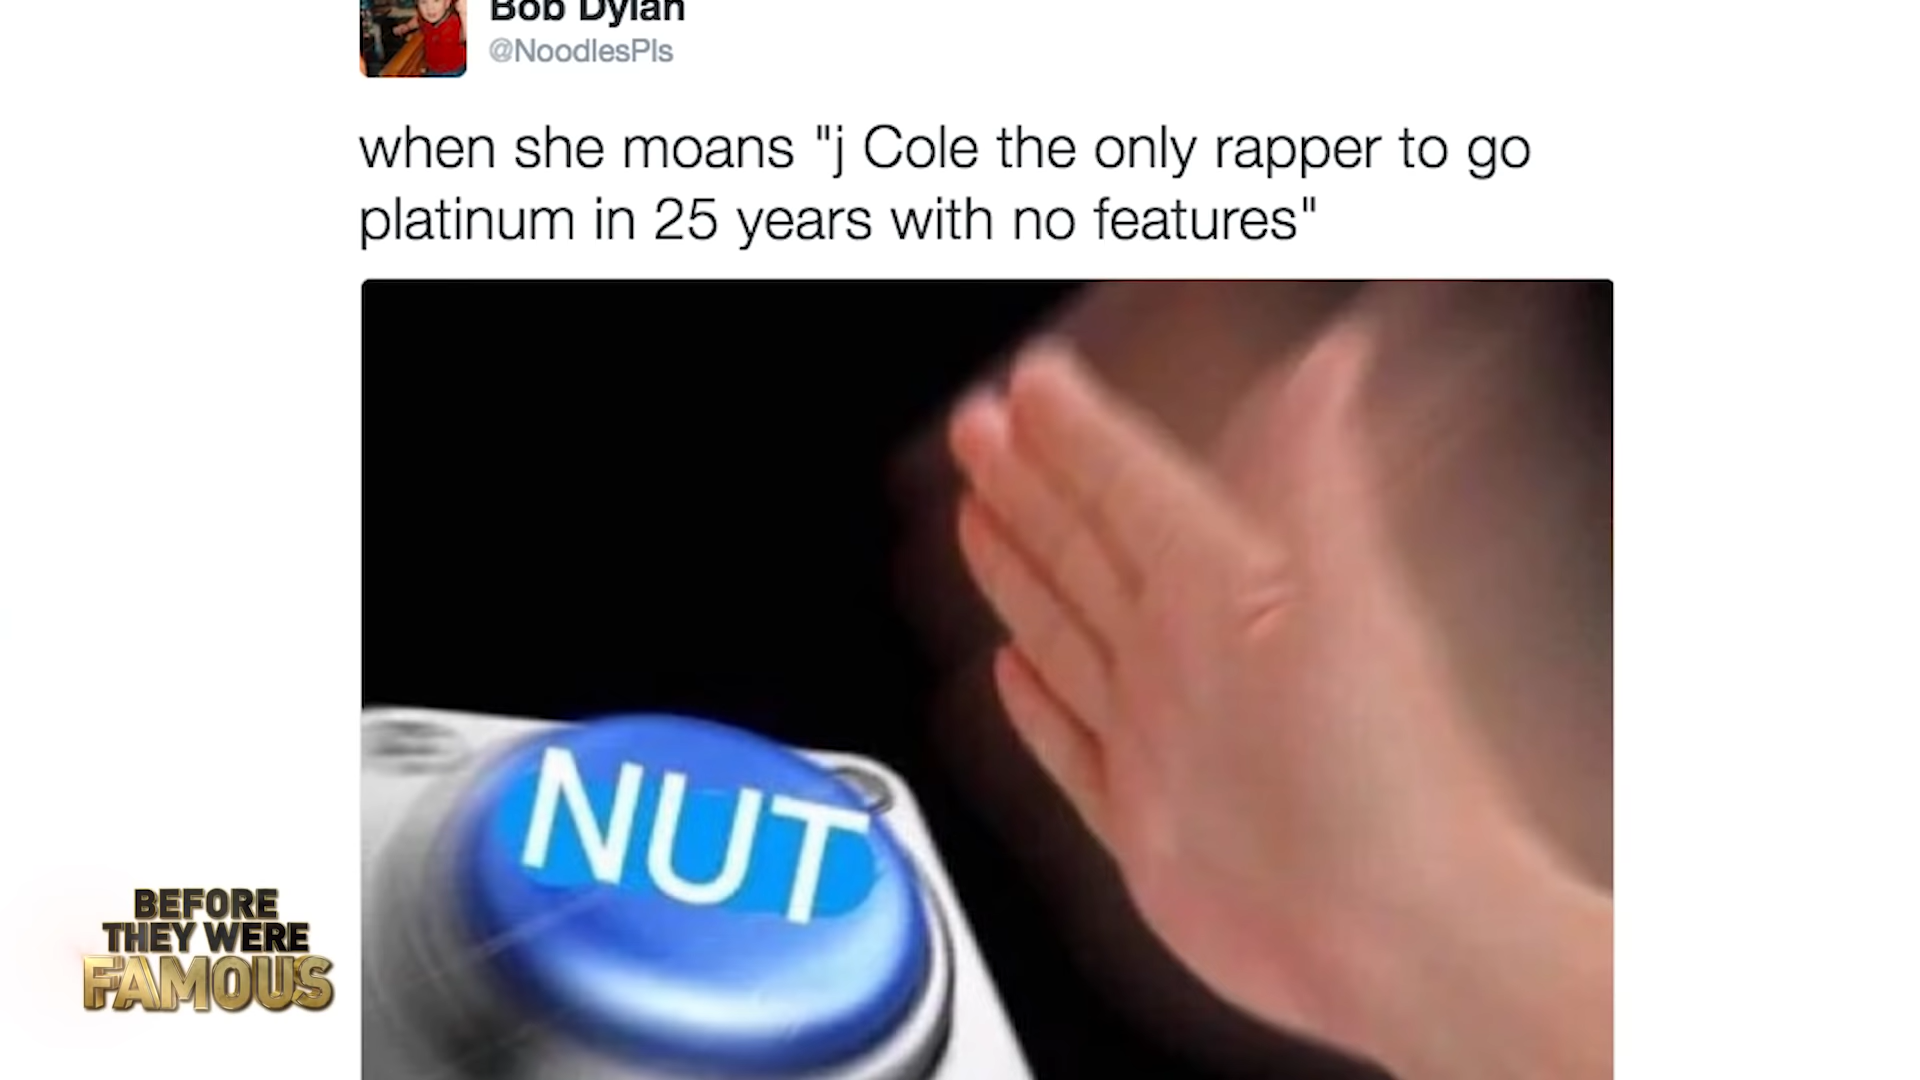 Bob Dylan
@NoodlesPls
when she moans "j Cole the only rapper to go
platinum in 25 years with no features"
NUT
BEFORE
THEY WERE
FAMOUS